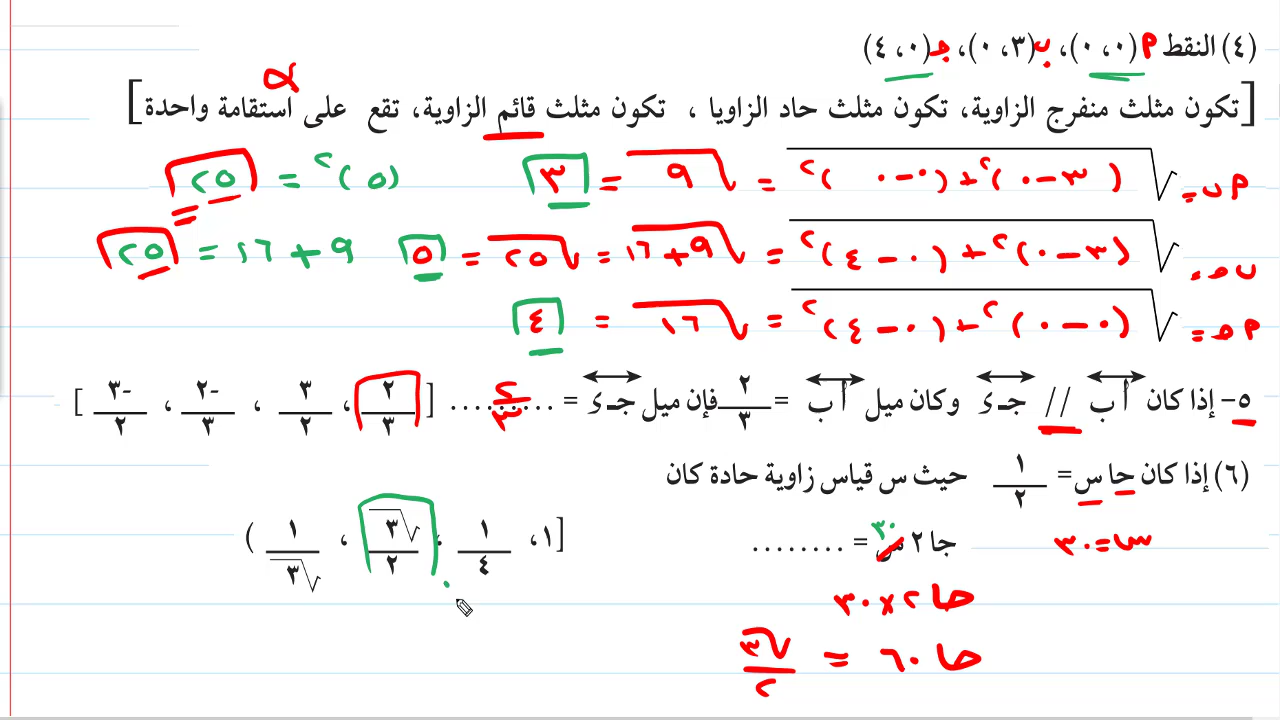 (٤) النقط م(٠، ٠)، ب(٣، ٠)، جـ(٠، ٤)
α
[تكون مثلث منفرج الزاوية، تكون مثلث حاد الزاويا ، تكون مثلث قائم الزاوية، تقع على استقامة واحدة]
م ب = √(٣ − ٠)² + (٠ − ٠)² = √٩ = ٣ (٥)² = ٢٥
ب جـ = √(٣ − ٠)² + (٠ − ٤)² = √٩ + ١٦ = √٢٥ = ٥ ٩ + ١٦ = ٢٥
م جـ = √(٠ − ٠)² + (٠ − ٤)² = √١٦ = ٤
٥- إذا كان أ ب // جـ ى وكان ميل أ ب = ٢/٣ فإن ميل جـ ى = ......... ٢/٣ [ ٢/٣ ، ٣/٢ ، -٢/٣ ، -٣/٢ ]
(٦) إذا كان جا س = ١/٢ حيث س قياس زاوية حادة كان
س = ٣٠
جا ٢ س = ........ ٣٠ [١، ١/٤ ، √٣/٢ ، ١/√٣ )
جا ٢ × ٣٠
جا ٦٠ = √٣/٢